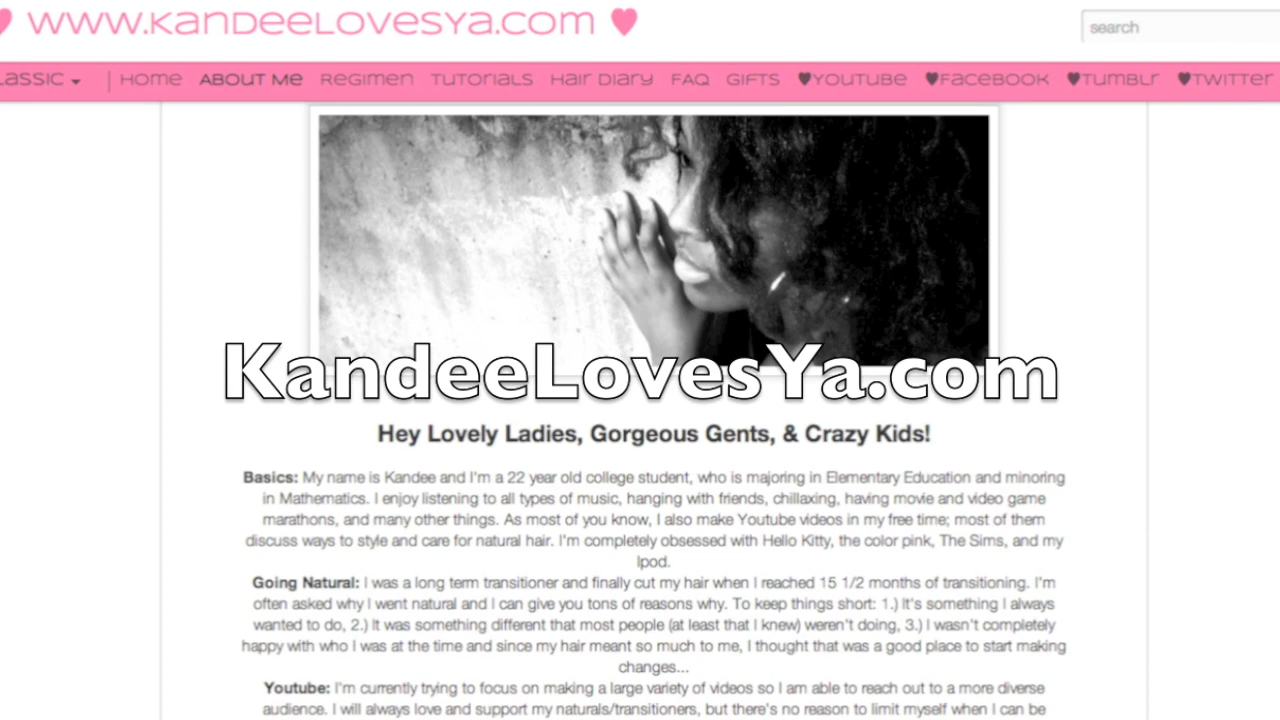 www.KandeeLovesYa.com
search
Home
About Me
Regimen
Tutorials
Hair Diary
FAQ
Gifts
♥YouTube
♥Facebook
♥Tumblr
♥Twitter
KandeeLovesYa.com
Hey Lovely Ladies, Gorgeous Gents, & Crazy Kids!
Basics: My name is Kandee and I'm a 22 year old college student, who is majoring in Elementary Education and minoring
in Mathematics. I enjoy listening to all types of music, hanging with friends, chillaxing, having movie and video game
marathons, and many other things. As most of you know, I also make Youtube videos in my free time; most of them
discuss ways to style and care for natural hair. I'm completely obsessed with Hello Kitty, the color pink, The Sims, and my
Ipod.
Going Natural: I was a long term transitioner and finally cut my hair when I reached 15 1/2 months of transitioning. I'm
often asked why I went natural and I can give you tons of reasons why. To keep things short: 1.) It's something I always
wanted to do, 2.) It was something different that most people (at least that I knew) weren't doing, 3.) I wasn't completely
happy with who I was at the time and since my hair meant so much to me, I thought that was a good place to start making
changes...
Youtube: I'm currently trying to focus on making a large variety of videos so I am able to reach out to a more diverse
audience. I will always love and support my naturals/transitioners, but there's no reason to limit myself when I can be